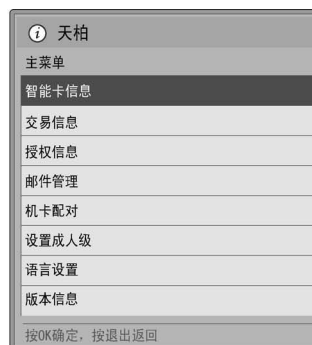 天柏
主菜单
智能卡信息
交易信息
授权信息
邮件管理
机卡配对
设置成人级
语言设置
版本信息
按OK确定，按退出返回